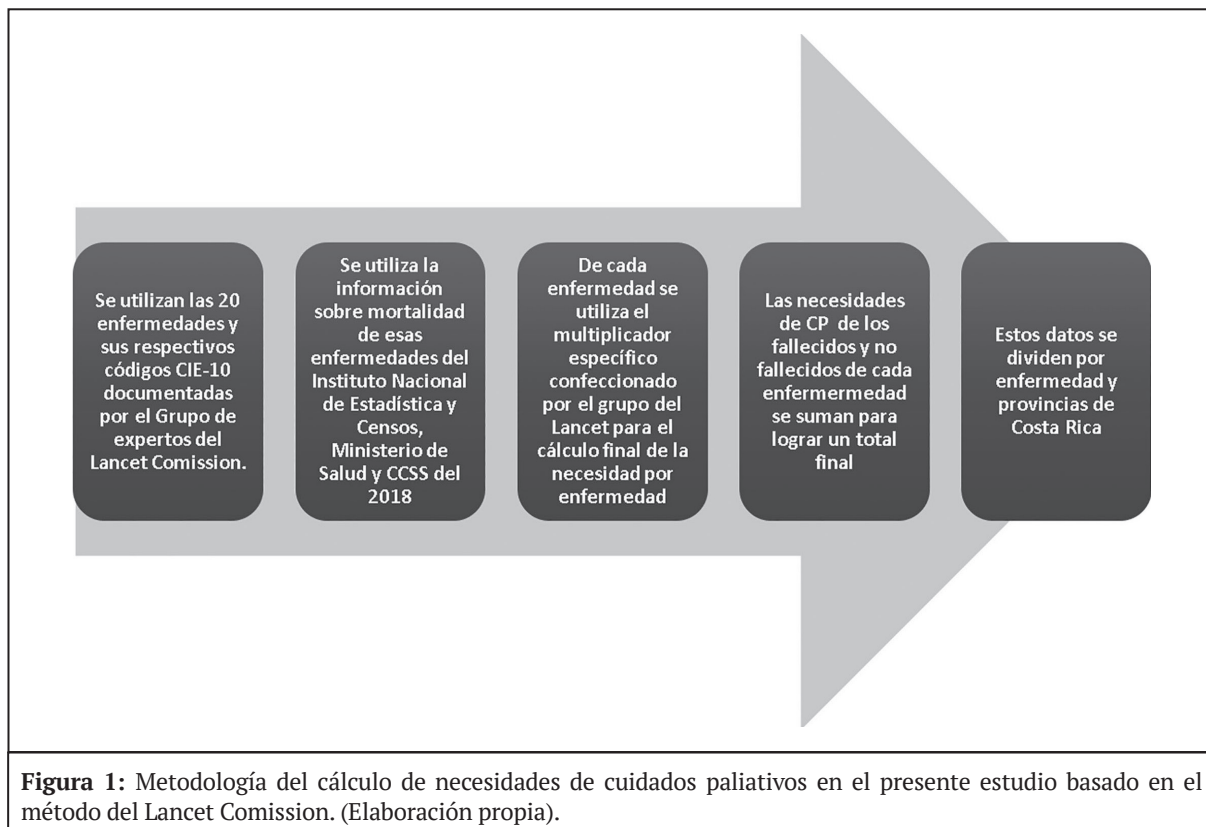 Se utilizan las 20
enfermedades y
sus respectivos
códigos CIE-10
documentadas
por el Grupo de
expertos del
Lancet Comission.
Se utiliza la
información
sobre mortalidad
de esas
enfermedades del
Instituto Nacional
de Estadística y
Censos,
Ministerio de
Salud y CCSS del
2018
De cada
enfermedad se
utiliza el
multiplicador
específico
confeccionado
por el grupo del
Lancet para el
cálculo final de la
necesidad por
enfermedad
Las necesidades
de CP de los
fallecidos y no
fallecidos de cada
enfermermedad
se suman para
lograr un total
final
Estos datos se
dividen por
enfermedad y
provincias de
Costa Rica
Figura 1: Metodología del cálculo de necesidades de cuidados paliativos en el presente estudio basado en el
método del Lancet Comission. (Elaboración propia).